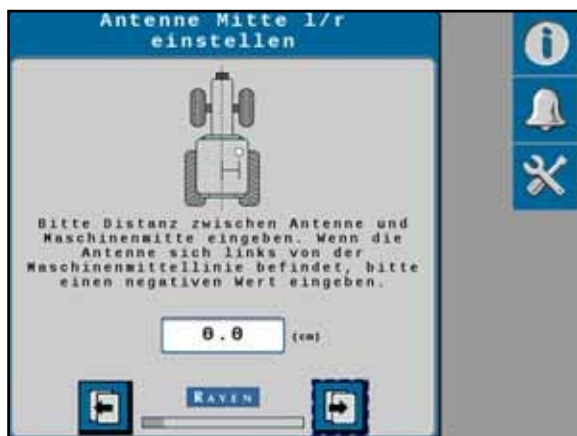 Antenne Mitte l/r
einstellen
Bitte Distanz zwischen Antenne und
Maschinenmitte eingeben. Wenn die
Antenne sich links von der
Maschinenmittellinie befindet, bitte
einen negativen Wert eingeben.
0.0 (cm)
RAVEN